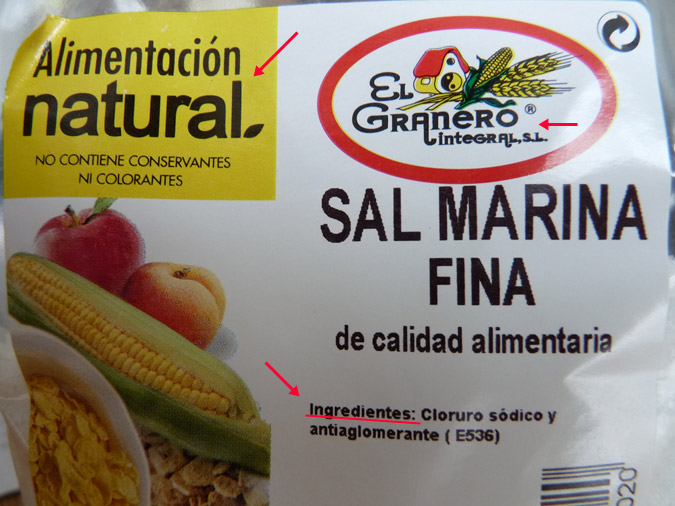 Alimentación
natural.
NO CONTIENE CONSERVANTES
NI COLORANTES
EL
GRANERO ®
INTEGRAL, S.L.
SAL MARINA
FINA
de calidad alimentaria
Ingredientes: Cloruro sódico y
antiaglomerante ( E536)
020